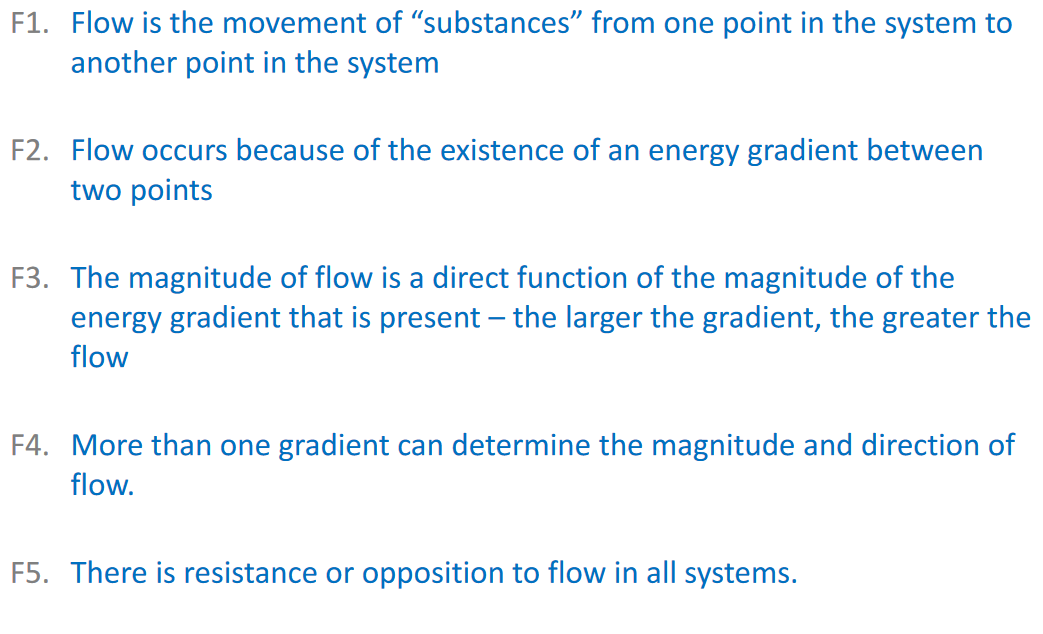 F1. Flow is the movement of “substances” from one point in the system to
another point in the system
F2. Flow occurs because of the existence of an energy gradient between
two points
F3. The magnitude of flow is a direct function of the magnitude of the
energy gradient that is present – the larger the gradient, the greater the
flow
F4. More than one gradient can determine the magnitude and direction of
flow.
F5. There is resistance or opposition to flow in all systems.